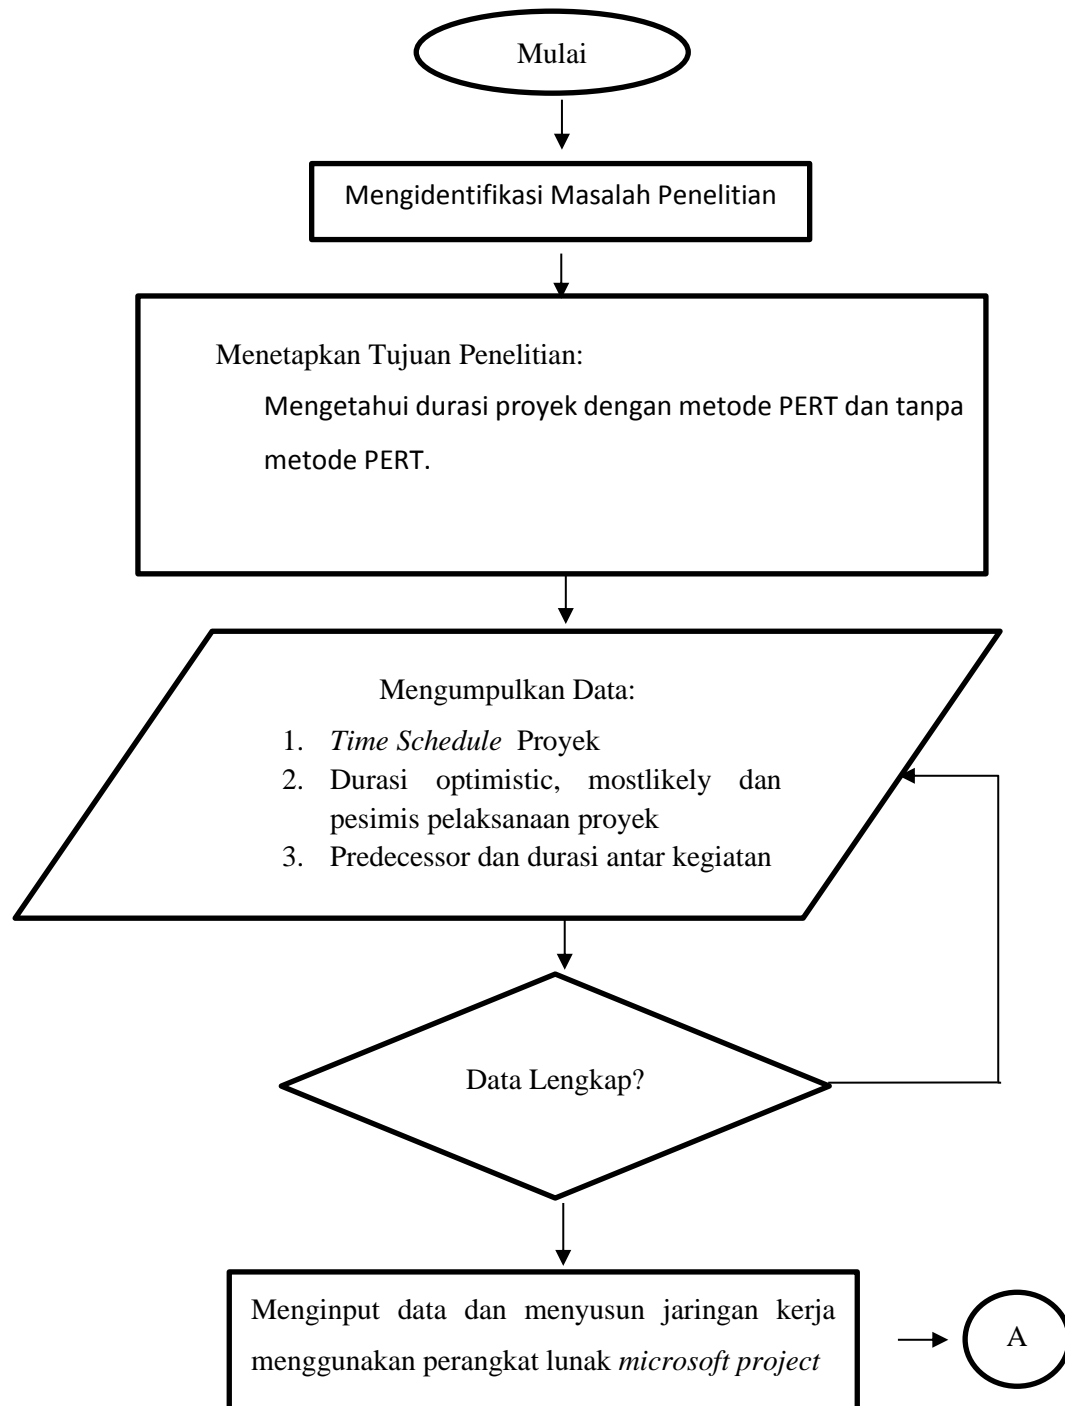 Mulai
Mengidentifikasi Masalah Penelitian
Menetapkan Tujuan Penelitian:
Mengetahui durasi proyek dengan metode PERT dan tanpa
metode PERT.
Mengumpulkan Data:
1. Time Schedule Proyek
2. Durasi optimistic, mostlikely dan
pesimis pelaksanaan proyek
3. Predecessor dan durasi antar kegiatan
Data Lengkap?
Menginput data dan menyusun jaringan kerja
menggunakan perangkat lunak microsoft project
A